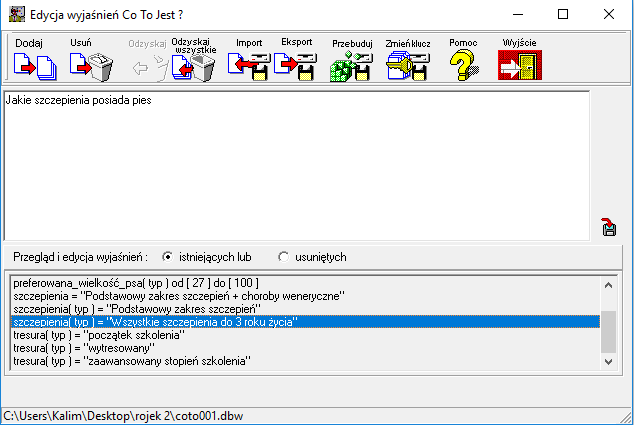 Edycja wyjaśnień Co To Jest ?
Dodaj Usuń Odzyskaj Odzyskaj wszystkie Import Eksport Przebuduj Zmień klucz Pomoc Wyjście
Jakie szczepienia posiada pies
Przegląd i edycja wyjaśnień : istniejących lub usuniętych
preferowana_wielkość_psa( typ ) od [ 27 ] do [ 100 ]
szczepienia = "Podstawowy zakres szczepień + choroby weneryczne"
szczepienia( typ ) = "Podstawowy zakres szczepień"
szczepienia( typ ) = "Wszystkie szczepienia do 3 roku życia"
tresura( typ ) = "początek szkolenia"
tresura( typ ) = "wytresowany"
tresura( typ ) = "zaawansowany stopień szkolenia"
C:\Users\Kalim\Desktop\rojek 2\coto001.dbw